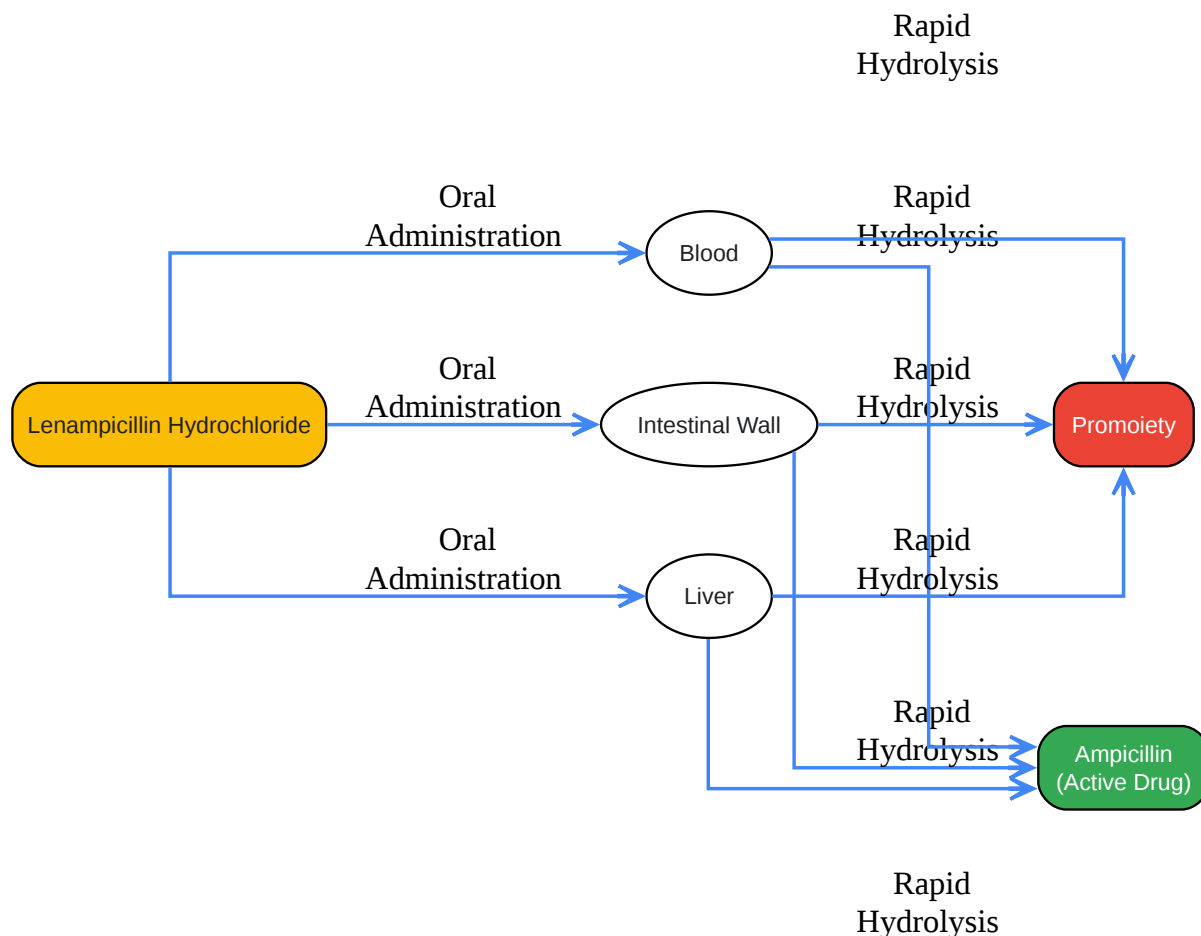 Rapid
Hydrolysis
Oral
Administration
Rapid
Hydrolysis
Blood
Oral
Administration
Rapid
Hydrolysis
Lenampicillin Hydrochloride
Intestinal Wall
Promoiety
Oral
Administration
Rapid
Hydrolysis
Liver
Rapid
Hydrolysis
Ampicillin
(Active Drug)
Rapid
Hydrolysis